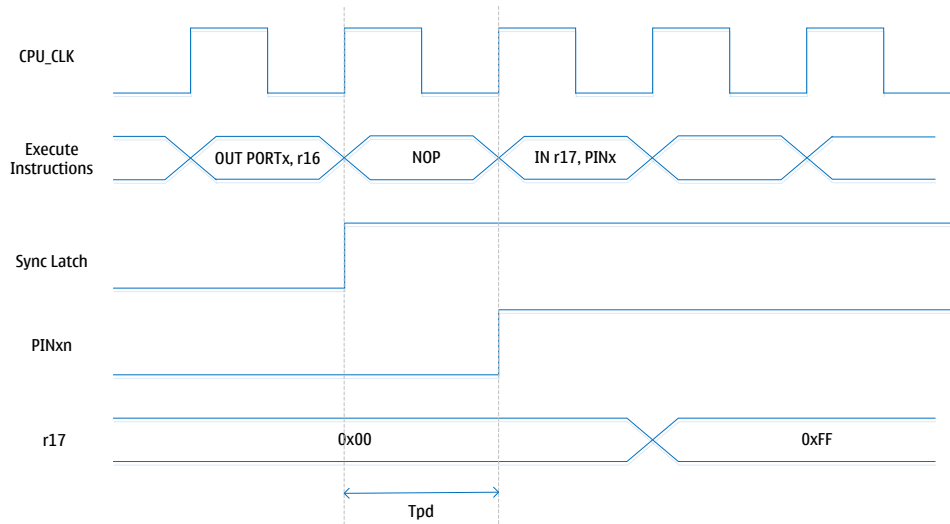 CPU_CLK
Execute
Instructions
OUT PORTx, r16
NOP
IN r17, PINx
Sync Latch
PINxn
r17
0x00
0xFF
Tpd